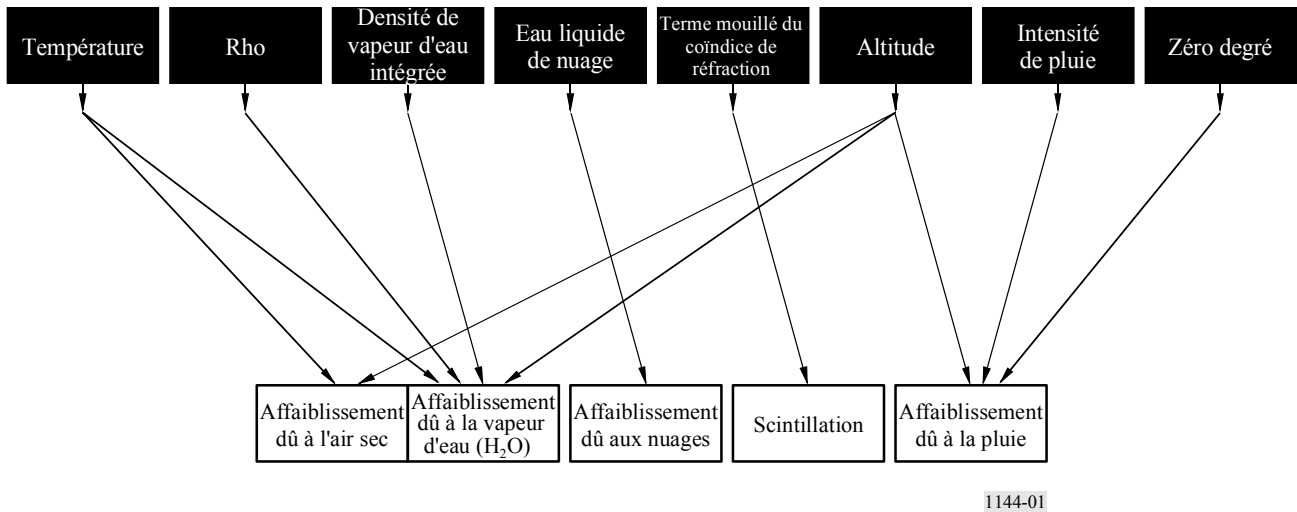 Température
Rho
Densité de
vapeur d'eau
intégrée
Eau liquide
de nuage
Terme mouillé du
coïndice de
réfraction
Altitude
Intensité
de pluie
Zéro degré
Affaiblissement
dû à l'air sec
Affaiblissement
dû à la vapeur
d'eau (H₂O)
Affaiblissement
dû aux nuages
Scintillation
Affaiblissement
dû à la pluie
1144-01